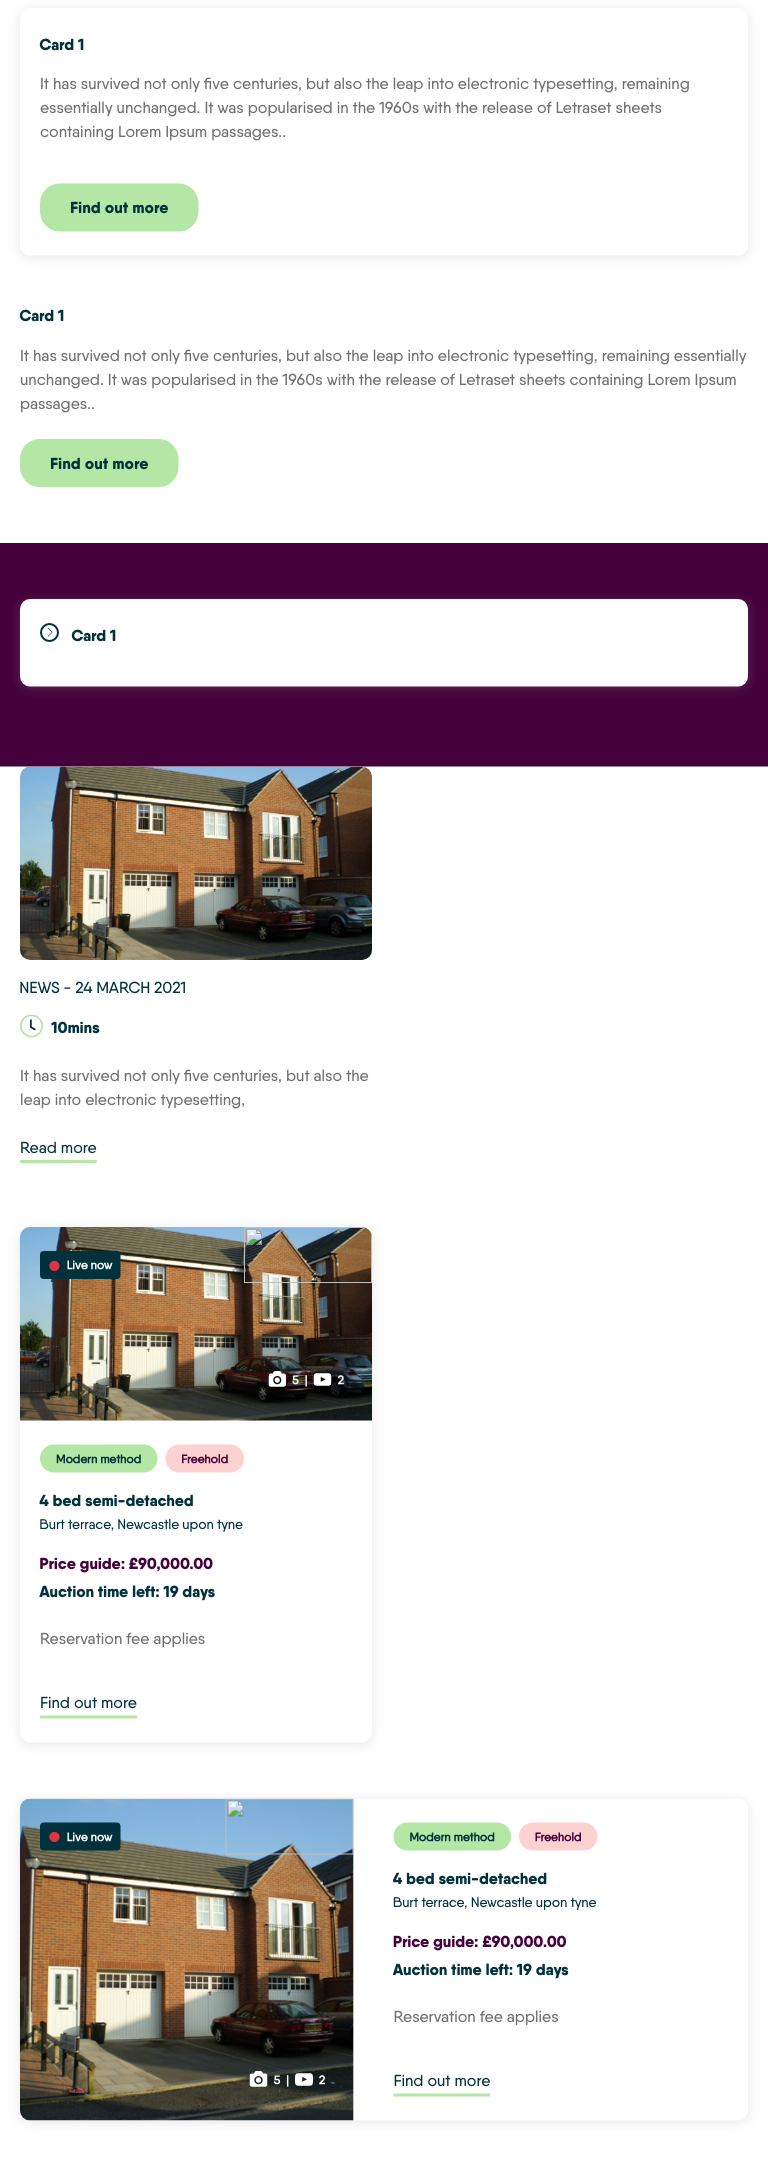 Card 1
It has survived not only five centuries, but also the leap into electronic typesetting, remaining
essentially unchanged. It was popularised in the 1960s with the release of Letraset sheets
containing Lorem Ipsum passages..
Find out more
Card 1
It has survived not only five centuries, but also the leap into electronic typesetting, remaining essentially
unchanged. It was popularised in the 1960s with the release of Letraset sheets containing Lorem Ipsum
passages..
Find out more
Card 1
NEWS - 24 MARCH 2021
10mins
It has survived not only five centuries, but also the
leap into electronic typesetting,
Read more
Live now
5 | 2
Modern method Freehold
4 bed semi-detached
Burt terrace, Newcastle upon tyne
Price guide: £90,000.00
Auction time left: 19 days
Reservation fee applies
Find out more
Live now
5 | 2
Modern method Freehold
4 bed semi-detached
Burt terrace, Newcastle upon tyne
Price guide: £90,000.00
Auction time left: 19 days
Reservation fee applies
Find out more